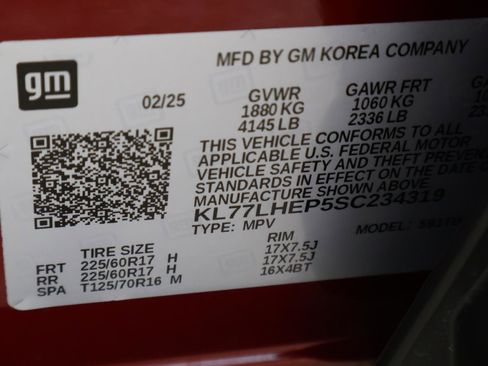 gm
MFD BY GM KOREA COMPANY
02/25 GVWR GAWR FRT
1880 KG 1060 KG
4145 LB 2336 LB
THIS VEHICLE CONFORMS TO ALL
APPLICABLE U.S. FEDERAL MOTOR
VEHICLE SAFETY AND THEFT PREVENT
STANDARDS IN EFFECT ON THE DATE O
MANUFACTURE SHOWN ABOVE.
KL77LHEP5SC234319
TYPE: MPV MODEL:
TIRE SIZE RIM
FRT 225/60R17 H 17X7.5J
RR 225/60R17 H 17X7.5J
SPA T125/70R16 M 16X4BT